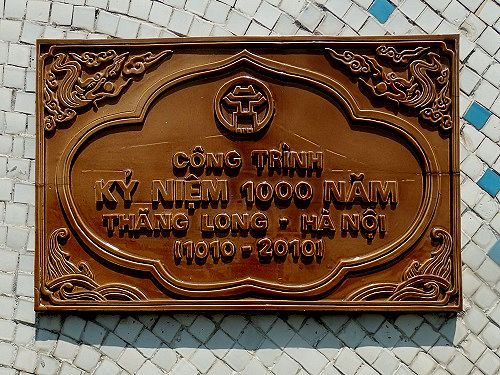 CÔNG TRÌNH
KỶ NIỆM 1000 NĂM
THĂNG LONG - HÀ NỘI
(1010 - 2010)